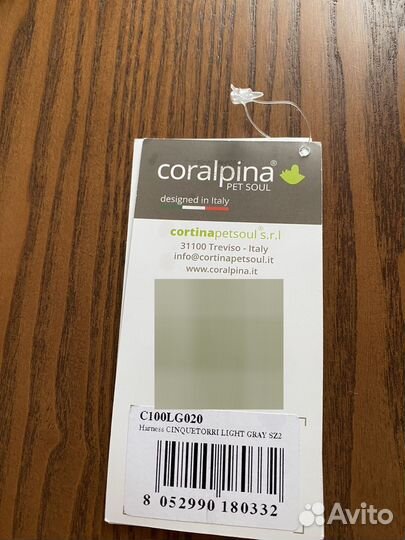 coralpina®
PET SOUL
designed in Italy
cortinapetsoul® s.r.l
31100 Treviso - Italy
info@cortinapetsoul.it
www.coralpina.it
C100LG020
Harness CINQUETORRI LIGHT GRAY SZ2
8 052990 180332
Avito